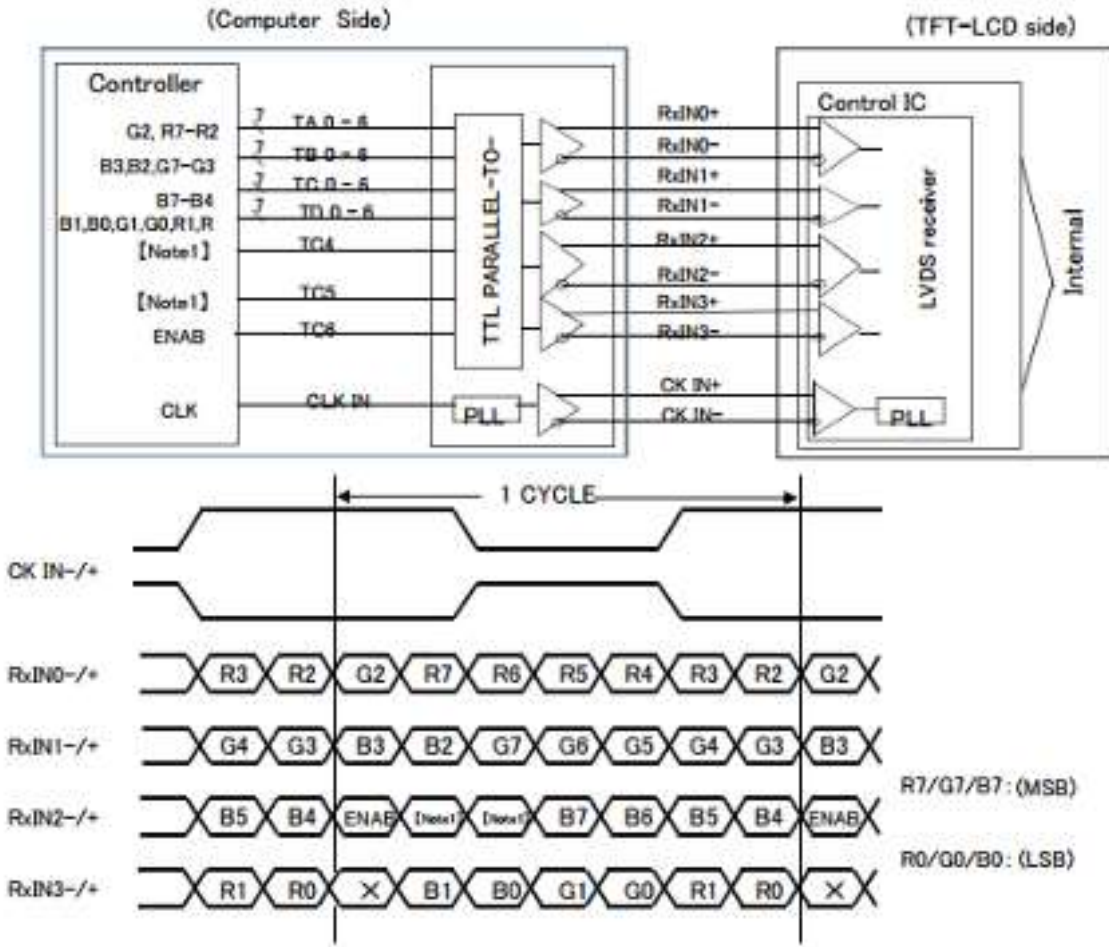 (Computer Side)
(TFT-LCD side)
Controller
Control IC
G2, R7-R2
7
TA 0-6
RxIN0+
B3,B2,G7-G3
7
TB 0-6
RxIN0-
B7-B4
7
TC 0-6
RxIN1+
B1,B0,G1,G0,R1,R
7
TD 0-6
RxIN1-
[Note1]
TC4
RxIN2+
RxIN2-
[Note1]
TC5
RxIN3+
ENAB
TC6
RxIN3-
TTL PARALLEL-TO-
LVDS receiver
Internal
CLK
CLK IN
PLL
CK IN+
CK IN-
PLL
1 CYCLE
CK IN-/+
RxIN0-/+ R3 R2 G2 R7 R6 R5 R4 R3 R2 G2
RxIN1-/+ G4 G3 B3 B2 G7 G6 G5 G4 G3 B3
R7/G7/B7: (MSB)
RxIN2-/+ B5 B4 ENAB [Note1] [Note1] B7 B6 B5 B4 ENAB
R0/G0/B0: (LSB)
RxIN3-/+ R1 R0 X B1 B0 G1 G0 R1 R0 X